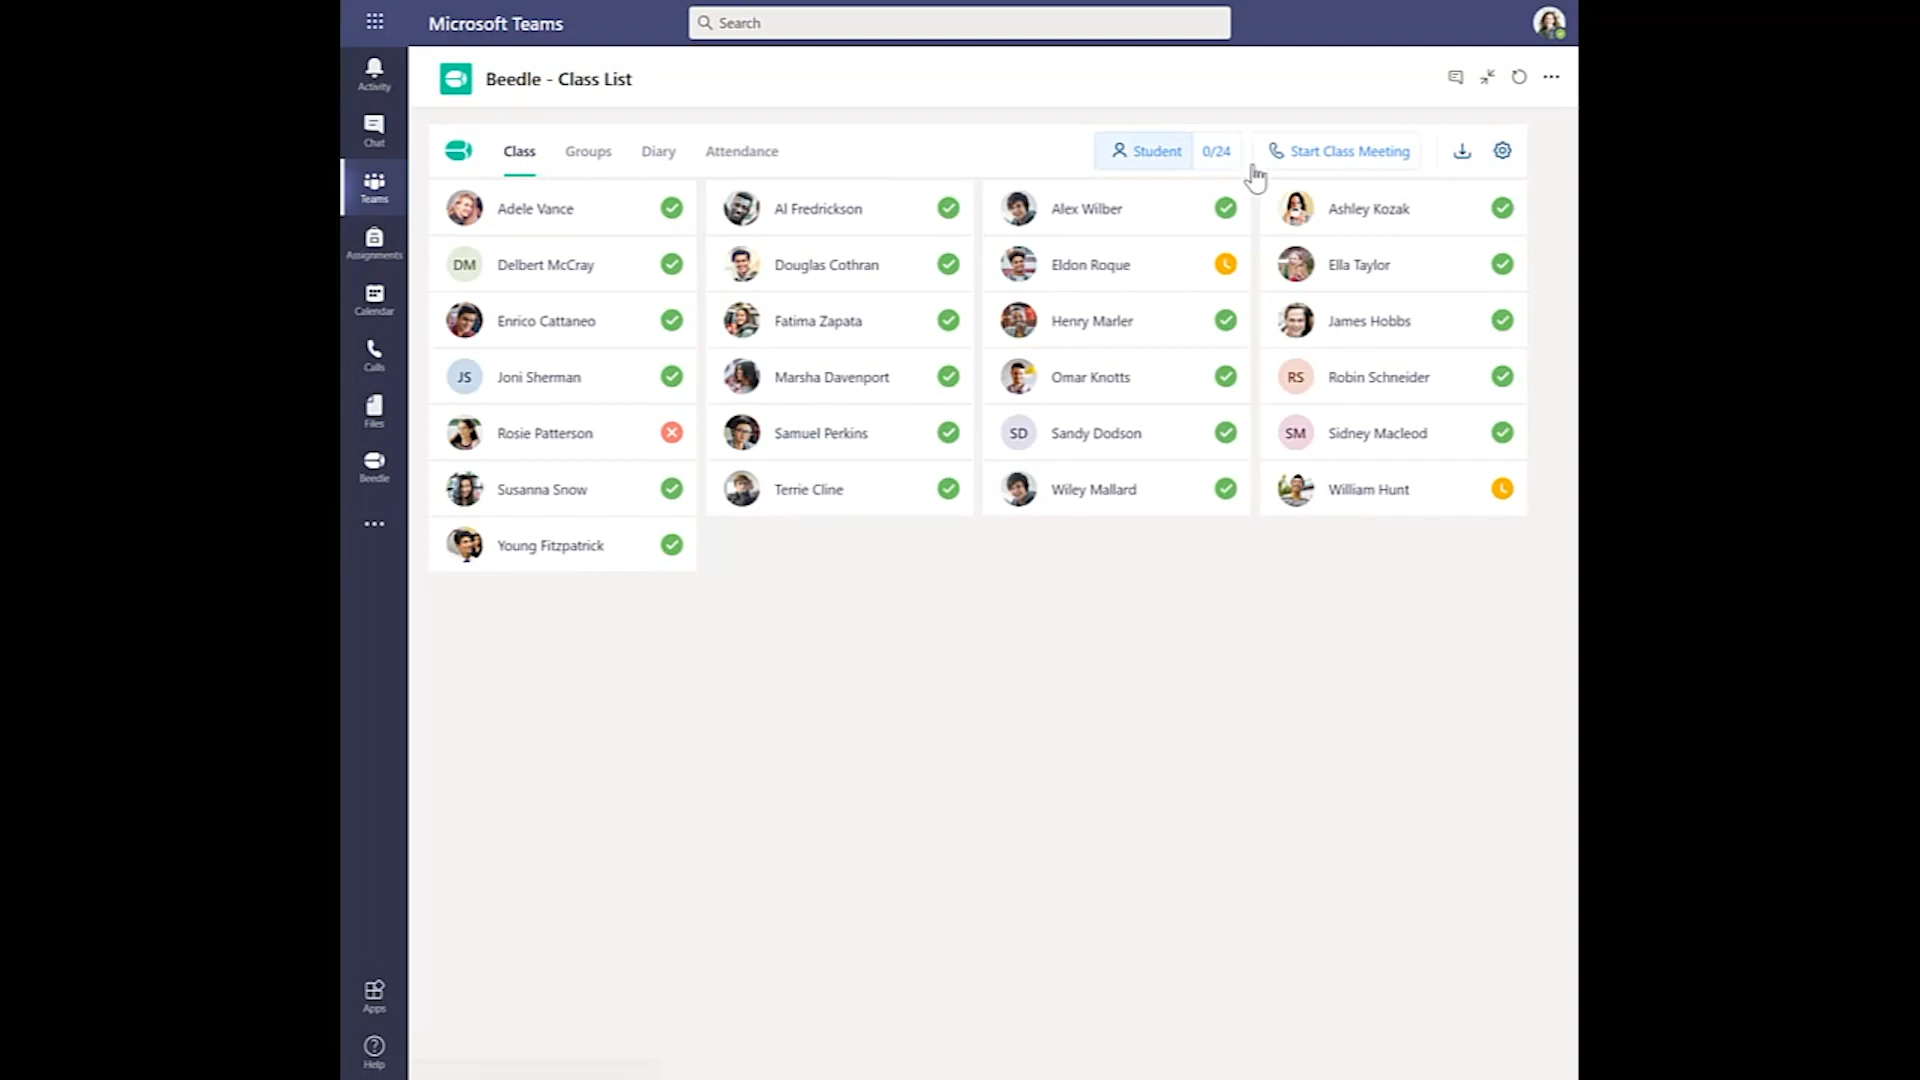 Microsoft Teams
Search
Activity
Chat
Teams
Assignments
Calendar
Calls
Files
Beedle
Apps
Help
Beedle - Class List
Class Groups Diary Attendance Student 0/24 Start Class Meeting
Adele Vance Al Fredrickson Alex Wilber Ashley Kozak
DM Delbert McCray Douglas Cothran Eldon Roque Ella Taylor
Enrico Cattaneo Fatima Zapata Henry Marler James Hobbs
JS Joni Sherman Marsha Davenport Omar Knotts RS Robin Schneider
Rosie Patterson Samuel Perkins SD Sandy Dodson SM Sidney Macleod
Susanna Snow Terrie Cline Wiley Mallard William Hunt
Young Fitzpatrick